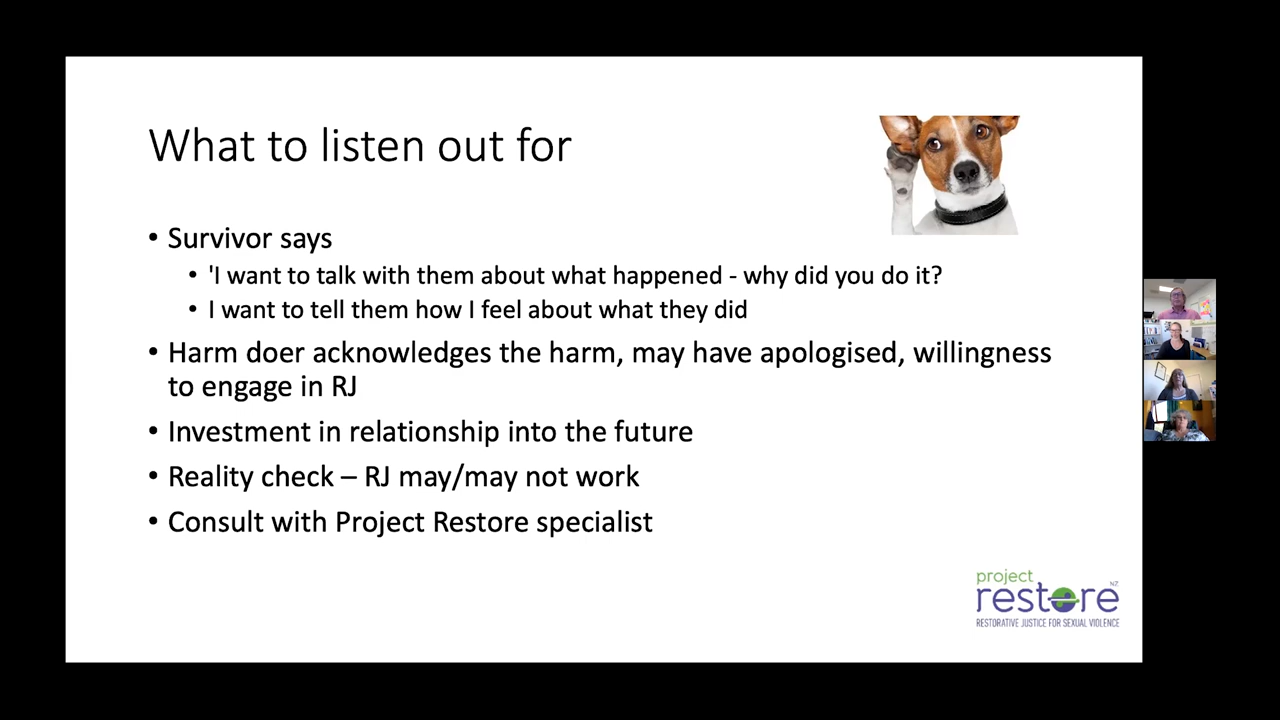 What to listen out for
• Survivor says
• 'I want to talk with them about what happened - why did you do it?
• I want to tell them how I feel about what they did
• Harm doer acknowledges the harm, may have apologised, willingness
to engage in RJ
• Investment in relationship into the future
• Reality check – RJ may/may not work
• Consult with Project Restore specialist
project
restore NZ
RESTORATIVE JUSTICE FOR SEXUAL VIOLENCE